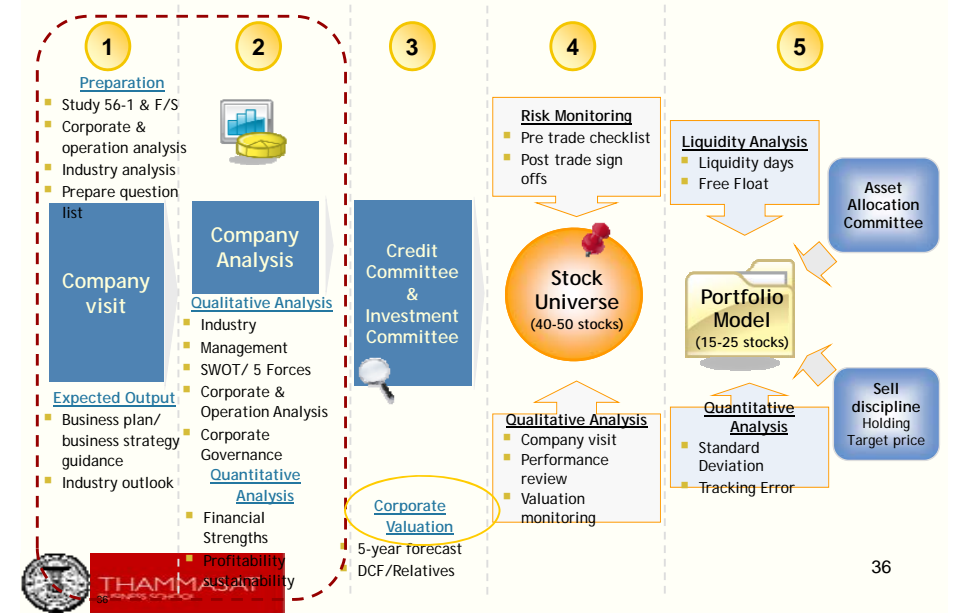 1
Preparation
Study 56-1 & F/S
Corporate &
operation analysis
Industry analysis
Prepare question
list
Company
visit
Expected Output
Business plan/
business strategy
guidance
Industry outlook
2
Company
Analysis
Qualitative Analysis
Industry
Management
SWOT/ 5 Forces
Corporate &
Operation Analysis
Corporate
Governance
Quantitative
Analysis
Financial
Strengths
Profitability
sustainability
3
Credit
Committee
&
Investment
Committee
Corporate
Valuation
5-year forecast
DCF/Relatives
4
Risk Monitoring
Pre trade checklist
Post trade sign
offs
Stock
Universe
(40-50 stocks)
Qualitative Analysis
Company visit
Performance
review
Valuation
monitoring
5
Liquidity Analysis
Liquidity days
Free Float
Asset
Allocation
Committee
Portfolio
Model
(15-25 stocks)
Sell
discipline
Holding
Target price
Quantitative
Analysis
Standard
Deviation
Tracking Error
THAMMASAT
BUSINESS SCHOOL
36
36